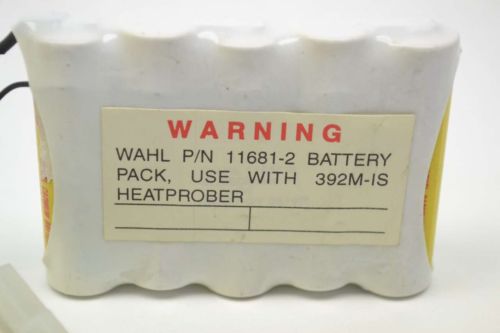 WARNING
WAHL P/N 11681-2 BATTERY
PACK, USE WITH 392M-IS
HEATPROBER